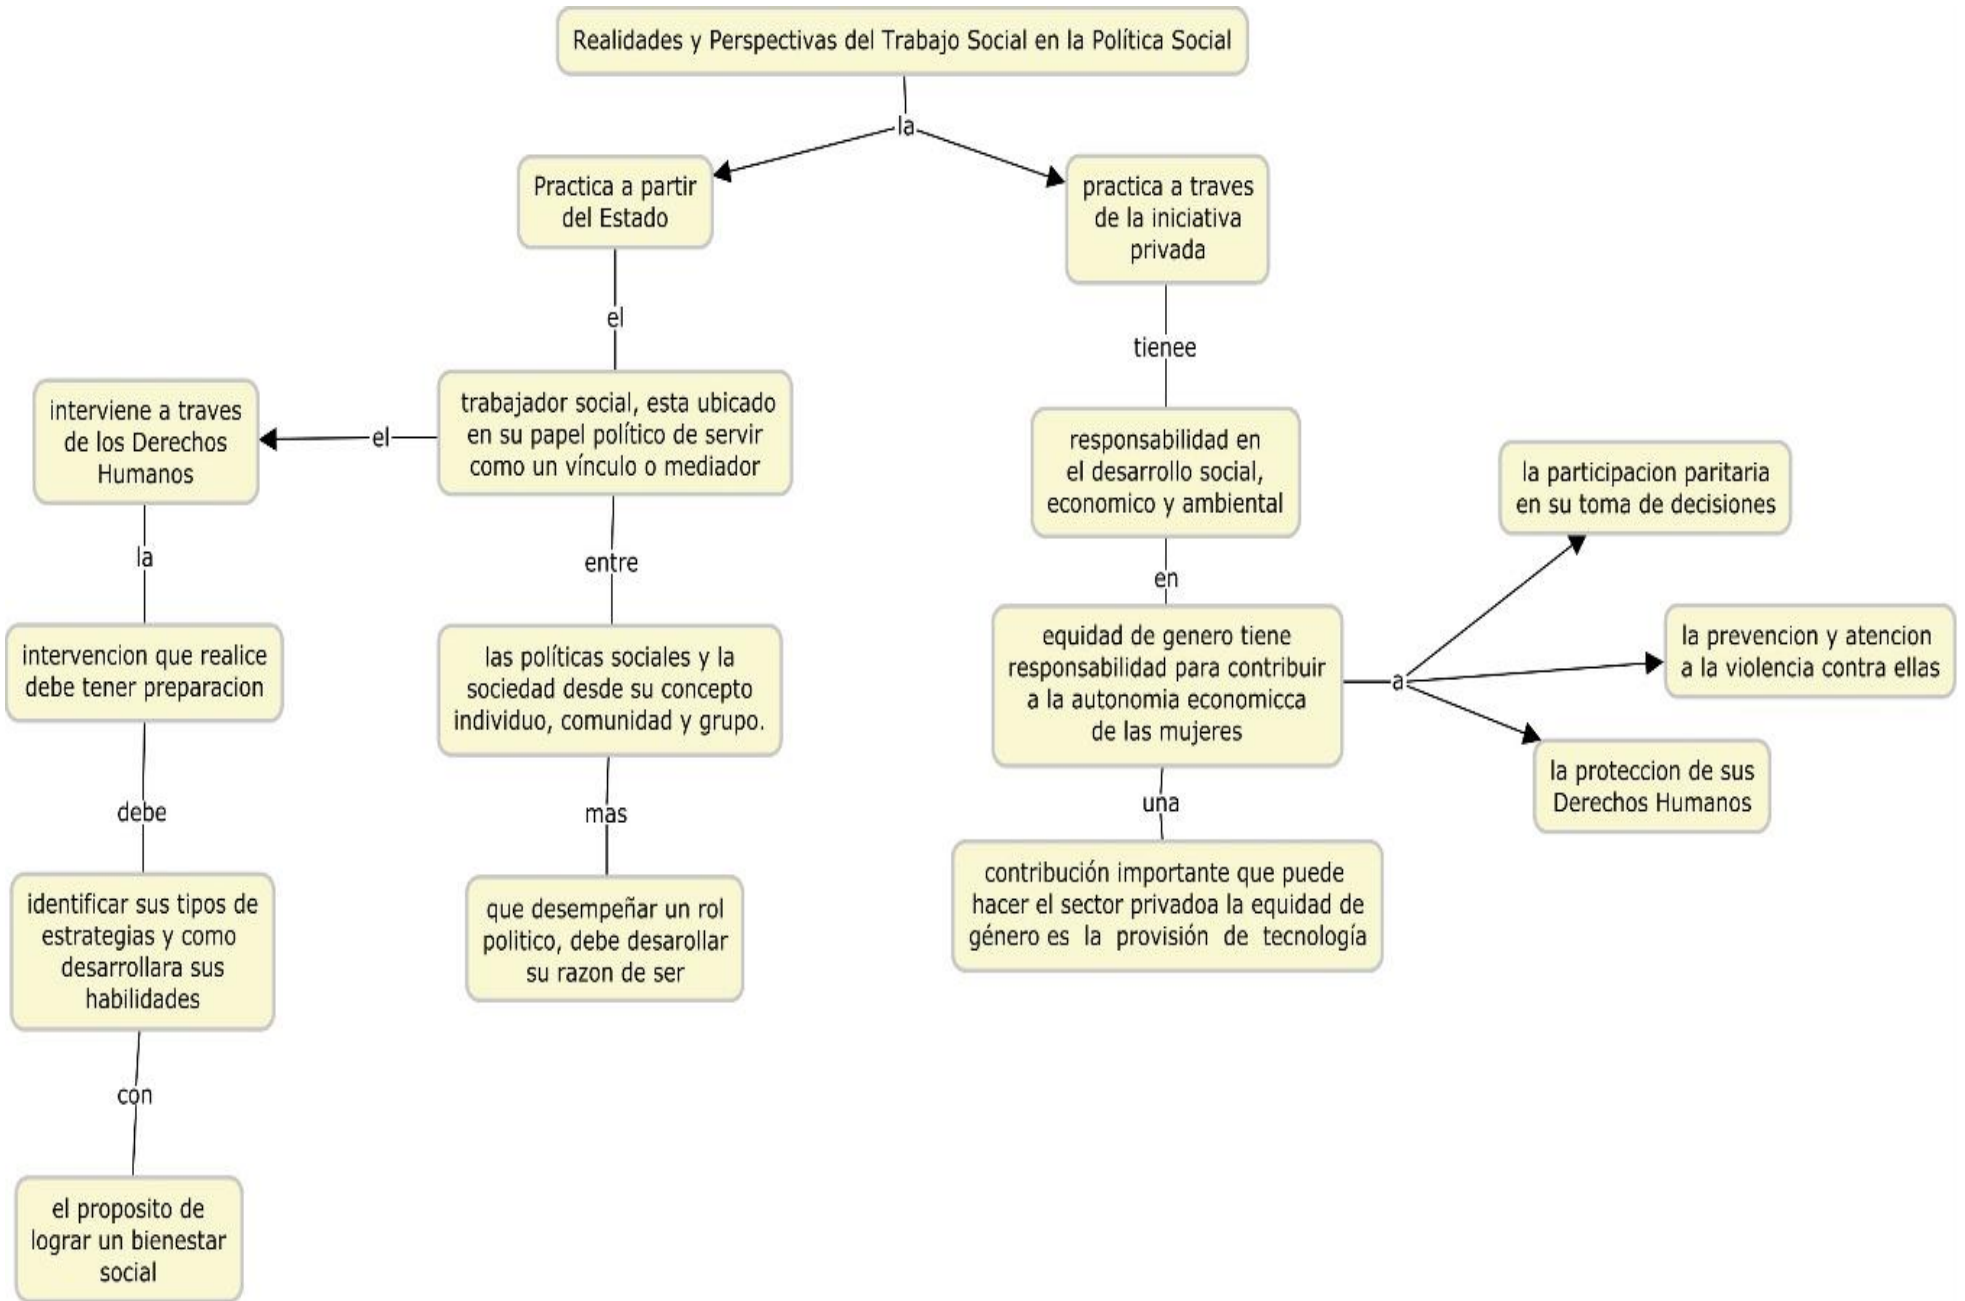 Realidades y Perspectivas del Trabajo Social en la Política Social
la
Practica a partir
del Estado
practica a traves
de la iniciativa
privada
el
tienee
trabajador social, esta ubicado
en su papel político de servir
como un vínculo o mediador
el
interviene a traves
de los Derechos
Humanos
la
intervencion que realice
debe tener preparacion
debe
identificar sus tipos de
estrategias y como
desarrollara sus
habilidades
con
el proposito de
lograr un bienestar
social
entre
las políticas sociales y la
sociedad desde su concepto
individuo, comunidad y grupo.
mas
que desempeñar un rol
politico, debe desarollar
su razon de ser
responsabilidad en
el desarrollo social,
economico y ambiental
en
equidad de genero tiene
responsabilidad para contribuir
a la autonomia economicca
de las mujeres
a
la participacion paritaria
en su toma de decisiones
la prevencion y atencion
a la violencia contra ellas
la proteccion de sus
Derechos Humanos
una
contribución importante que puede
hacer el sector privadoa la equidad de
género es la provisión de tecnología